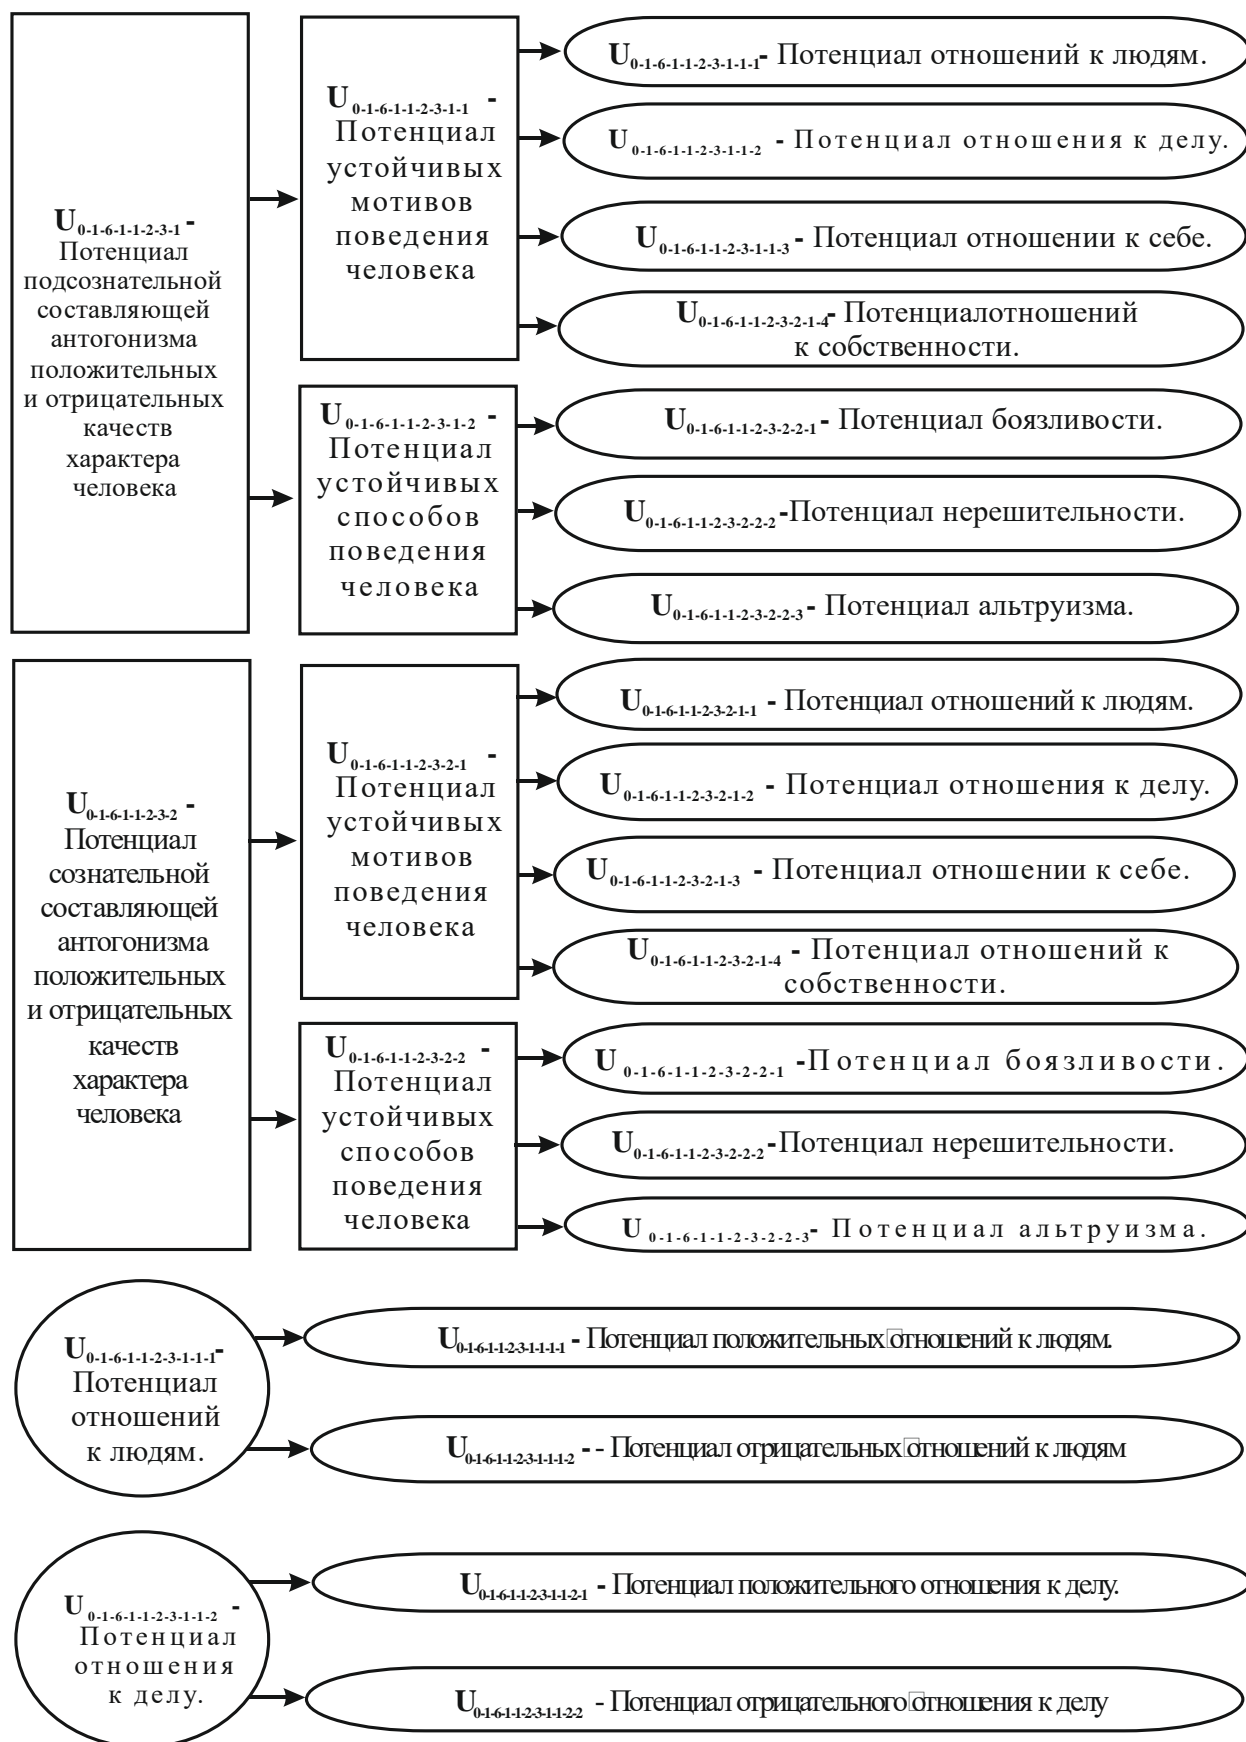 U0-1-6-1-1-2-3-1 -
Потенциал
подсознательной
составляющей
антогонизма
положительных
и отрицательных
качеств
характера
человека
U0-1-6-1-1-2-3-1-1 -
Потенциал
устойчивых
мотивов
поведения
человека
U0-1-6-1-1-2-3-1-1-1- Потенциал отношений к людям.
U0-1-6-1-1-2-3-1-1-2 - Потенциал отношения к делу.
U0-1-6-1-1-2-3-1-1-3 - Потенциал отношении к себе.
U0-1-6-1-1-2-3-2-1-4- Потенциалотношений
к собственности.
U0-1-6-1-1-2-3-1-2 -
Потенциал
устойчивых
способов
поведения
человека
U0-1-6-1-1-2-3-2-2-1- Потенциал боязливости.
U0-1-6-1-1-2-3-2-2-2 -Потенциал нерешительности.
U0-1-6-1-1-2-3-2-2-3- Потенциал альтруизма.
U0-1-6-1-1-2-3-2 -
Потенциал
сознательной
составляющей
антогонизма
положительных
и отрицательных
качеств
характера
человека
U0-1-6-1-1-2-3-2-1 -
Потенциал
устойчивых
мотивов
поведения
человека
U0-1-6-1-1-2-3-2-1-1 - Потенциал отношений к людям.
U0-1-6-1-1-2-3-2-1-2 - Потенциал отношения к делу.
U0-1-6-1-1-2-3-2-1-3 - Потенциал отношении к себе.
U0-1-6-1-1-2-3-2-1-4 - Потенциал отношений к
собственности.
U0-1-6-1-1-2-3-2-2 -
Потенциал
устойчивых
способов
поведения
человека
U 0-1-6-1-1-2-3-2-2-1 -Потенциал боязливости.
U0-1-6-1-1-2-3-2-2-2-Потенциал нерешительности.
U 0-1-6-1-1-2-3-2-2-3- Потенциал альтруизма.
U0-1-6-1-1-2-3-1-1-1-
Потенциал
отношений
к людям.
U0-1-6-1-1-2-3-1-1-1-1 - Потенциал положительных отношений к людям.
U0-1-6-1-1-2-3-1-1-1-2 - - Потенциал отрицательных отношений к людям
U 0-1-6-1-1-2-3-1-1-2 -
Потенциал
отношения
к делу.
U0-1-6-1-1-2-3-1-1-2-1 - Потенциал положительного отношения к делу.
U0-1-6-1-1-2-3-1-1-2-2 - Потенциал отрицательного отношения к делу